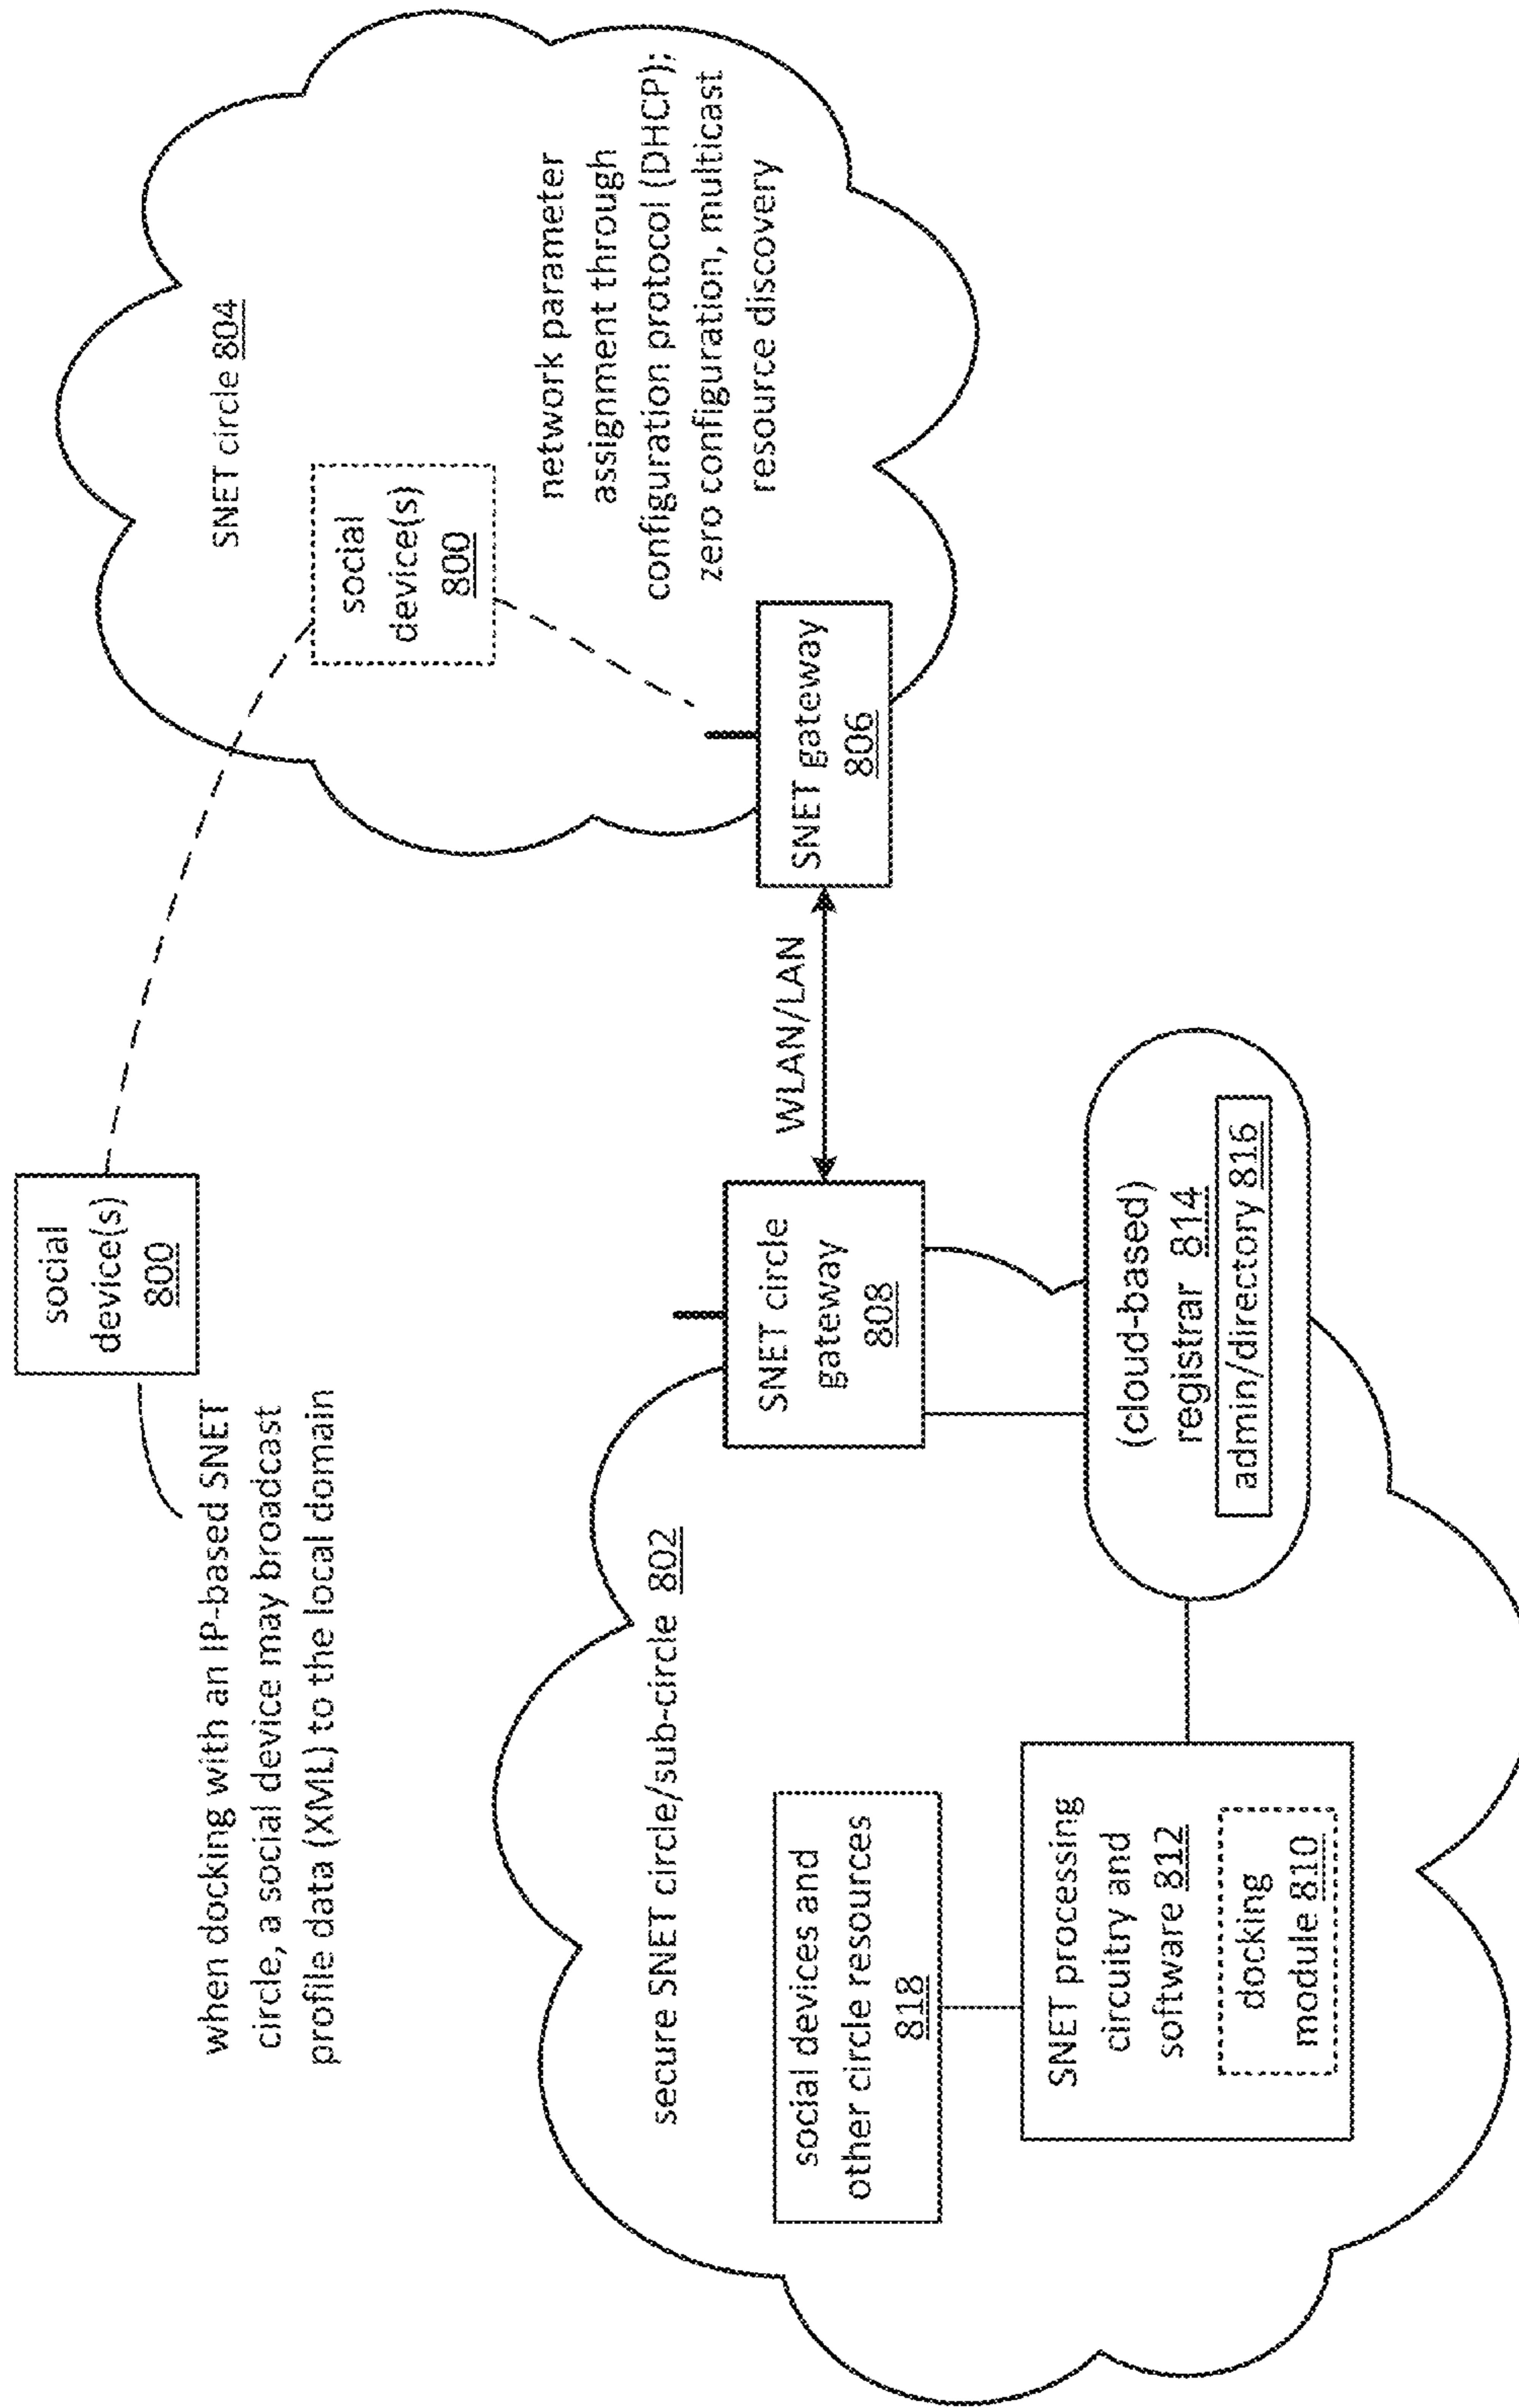 social
device(s)
800
when docking with an IP-based SNET
circle, a social device may broadcast
profile data (XML) to the local domain
SNET circle 804
social
device(s)
800
network parameter
assignment through
configuration protocol (DHCP);
zero configuration, multicast
resource discovery
SNET gateway
806
WLAN/LAN
secure SNET circle/sub-circle 802
SNET circle
gateway
808
social devices and
other circle resources
818
(cloud-based)
registrar 814
admin/directory 816
SNET processing
circuitry and
software 812
docking
module 810